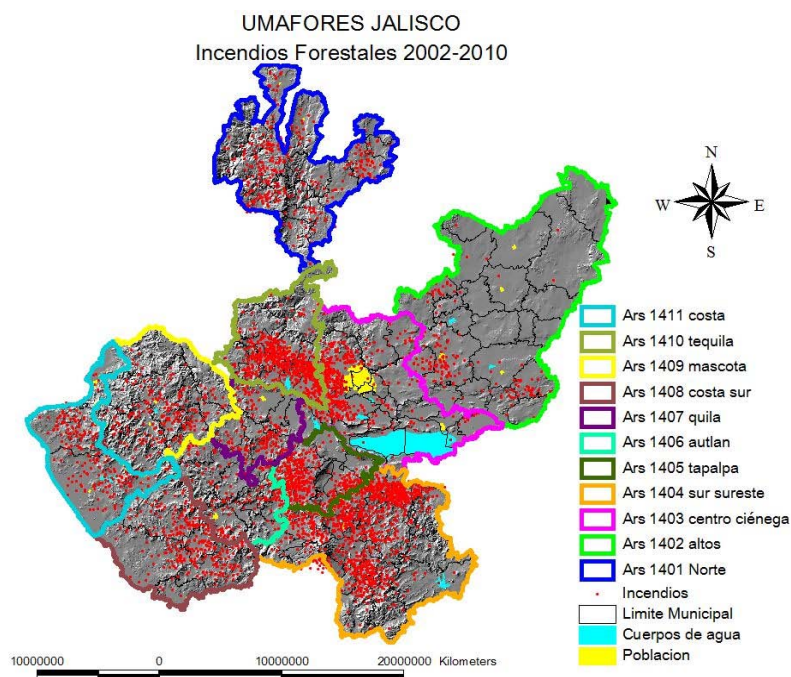 UMAFORES JALISCO
Incendios Forestales 2002-2010
N
W
E
S
Ars 1411 costa
Ars 1410 tequila
Ars 1409 mascota
Ars 1408 costa sur
Ars 1407 quila
Ars 1406 autlan
Ars 1405 tapalpa
Ars 1404 sur sureste
Ars 1403 centro ciénega
Ars 1402 altos
Ars 1401 Norte
Incendios
Limite Municipal
Cuerpos de agua
Poblacion
10000000 0 10000000 20000000 Kilometers